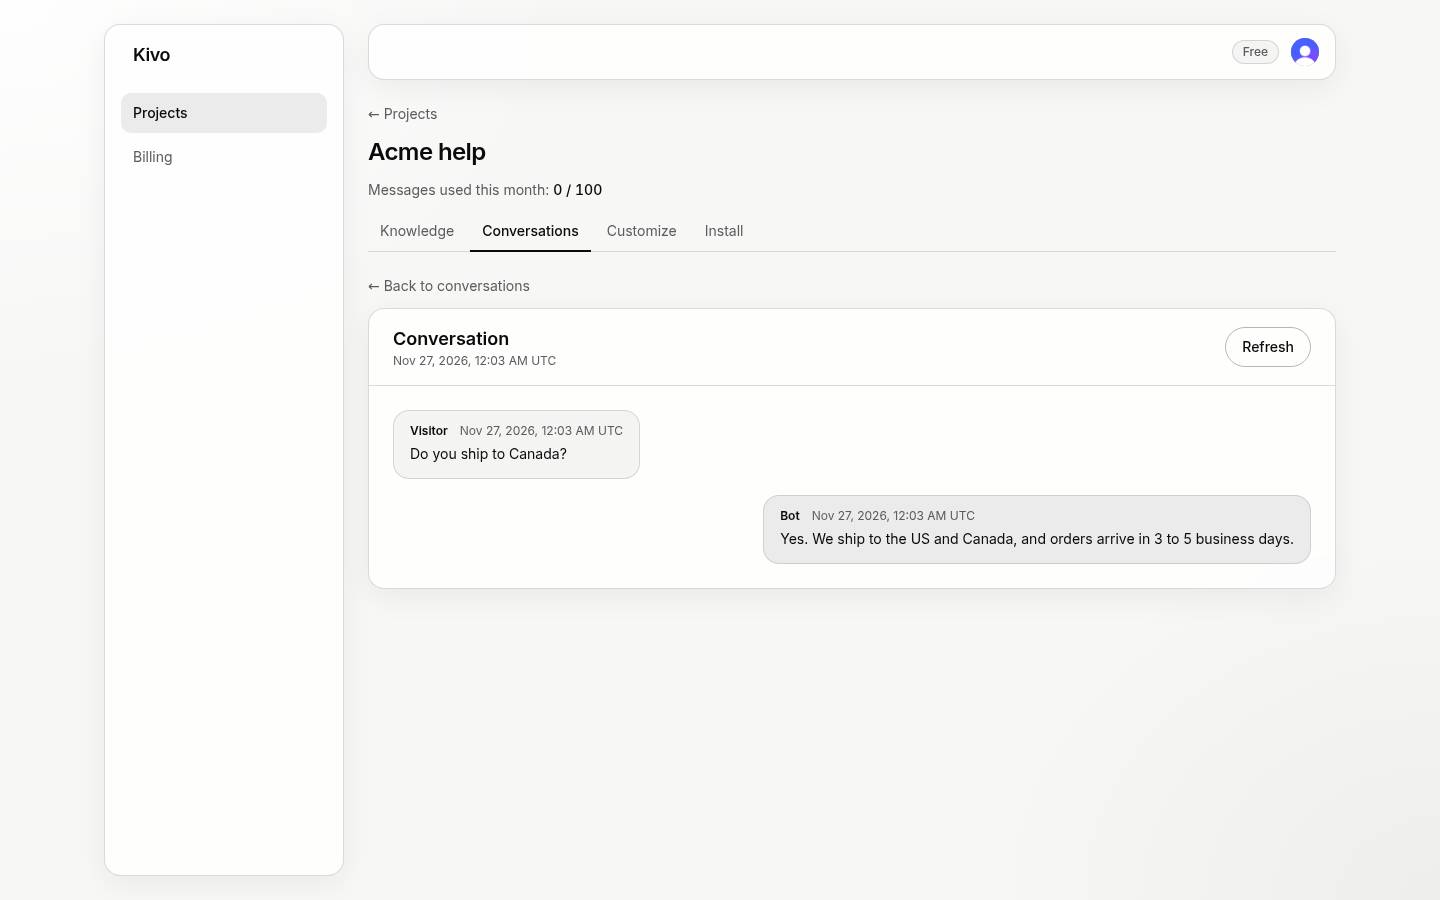 Kivo
Projects
Billing
Free
← Projects
Acme help
Messages used this month: 0 / 100
Knowledge Conversations Customize Install
← Back to conversations
Conversation
Nov 27, 2026, 12:03 AM UTC
Refresh
Visitor Nov 27, 2026, 12:03 AM UTC
Do you ship to Canada?
Bot Nov 27, 2026, 12:03 AM UTC
Yes. We ship to the US and Canada, and orders arrive in 3 to 5 business days.